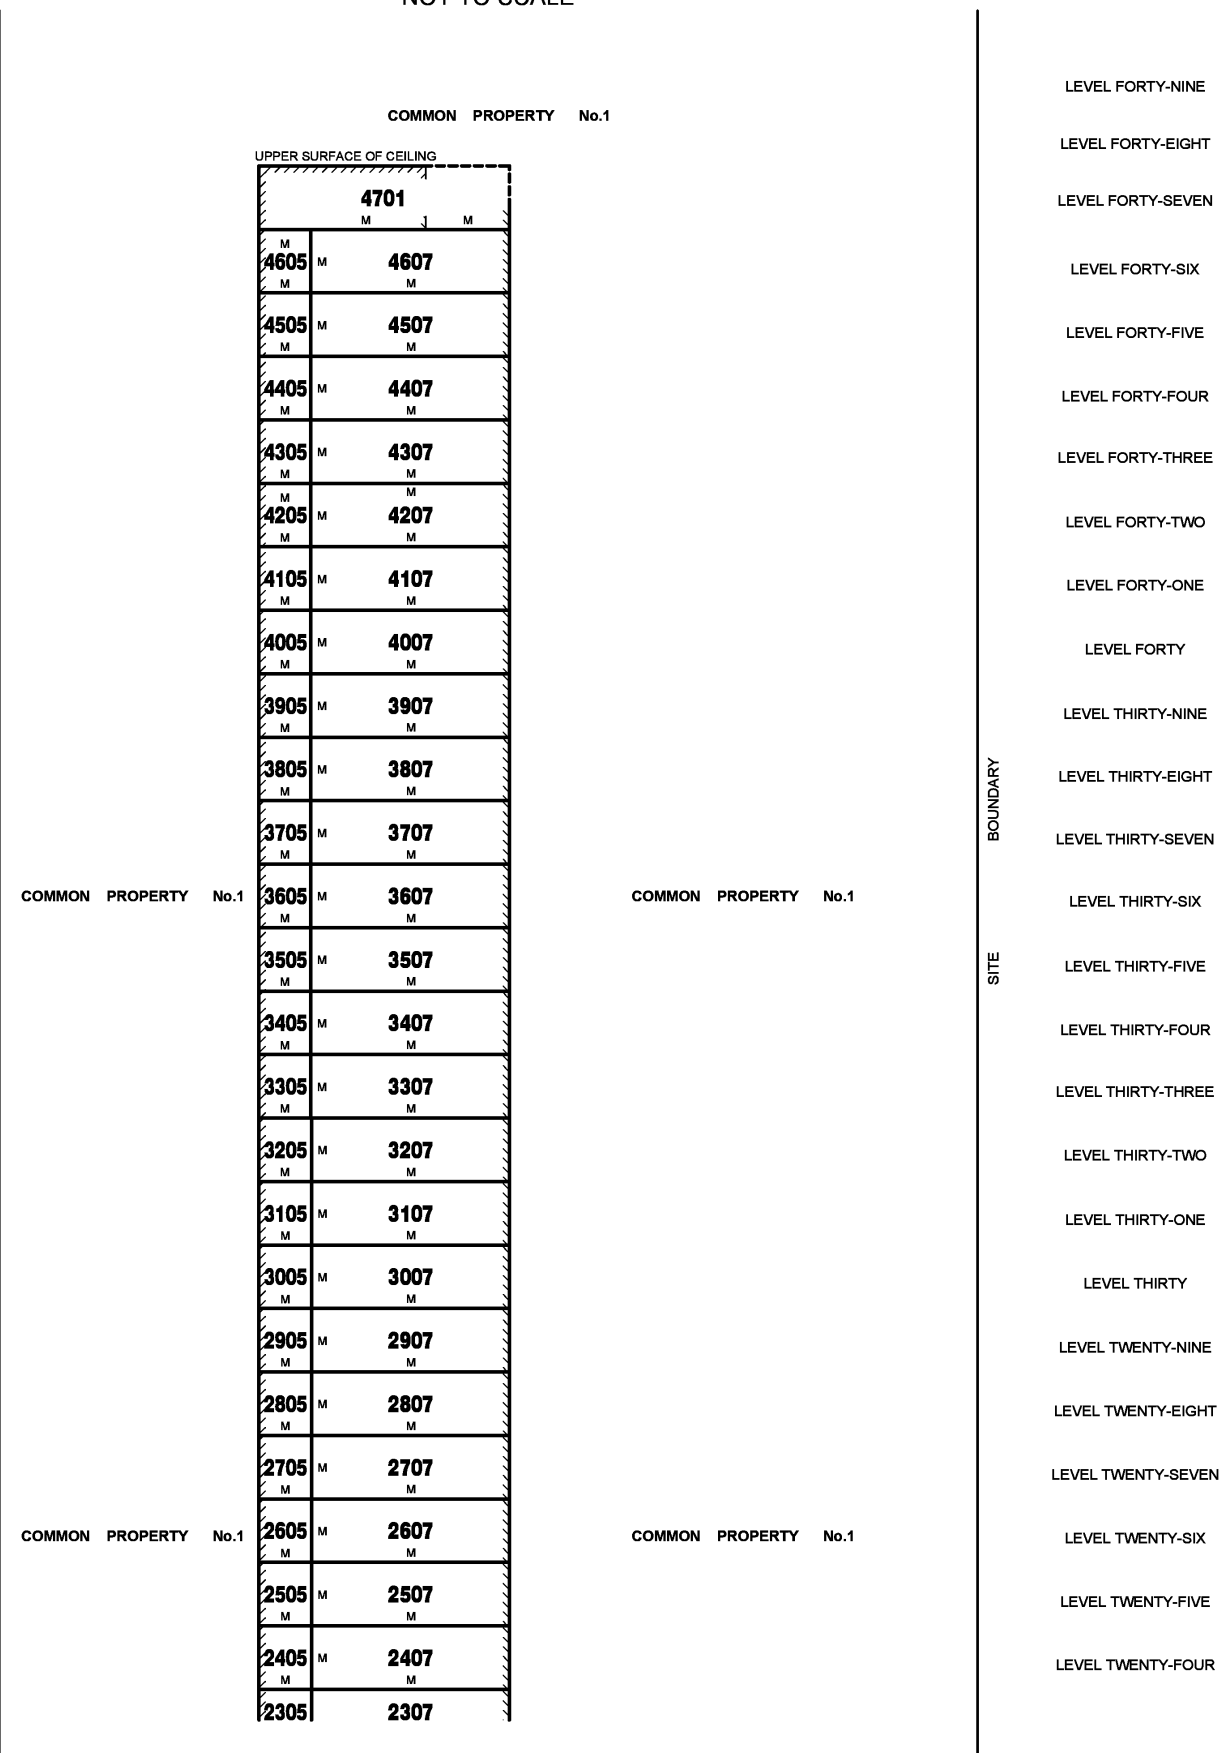 NOT TO SCALE
LEVEL FORTY-NINE
COMMON PROPERTY No.1
LEVEL FORTY-EIGHT
UPPER SURFACE OF CEILING
4701
LEVEL FORTY-SEVEN
M M
M
4605 M 4607
LEVEL FORTY-SIX
M M
4505 M 4507
LEVEL FORTY-FIVE
M M
4405 M 4407
LEVEL FORTY-FOUR
M M
4305 M 4307
LEVEL FORTY-THREE
M M
M M
4205 M 4207
LEVEL FORTY-TWO
M M
4105 M 4107
LEVEL FORTY-ONE
M M
4005 M 4007
LEVEL FORTY
M M
3905 M 3907
LEVEL THIRTY-NINE
M M
3805 M 3807
LEVEL THIRTY-EIGHT
M M
3705 M 3707
LEVEL THIRTY-SEVEN
M M
COMMON PROPERTY No.1 3605 M 3607 COMMON PROPERTY No.1
LEVEL THIRTY-SIX
M M
SITE BOUNDARY
3505 M 3507
LEVEL THIRTY-FIVE
M M
3405 M 3407
LEVEL THIRTY-FOUR
M M
3305 M 3307
LEVEL THIRTY-THREE
M M
3205 M 3207
LEVEL THIRTY-TWO
M M
3105 M 3107
LEVEL THIRTY-ONE
M M
3005 M 3007
LEVEL THIRTY
M M
2905 M 2907
LEVEL TWENTY-NINE
M M
2805 M 2807
LEVEL TWENTY-EIGHT
M M
2705 M 2707
LEVEL TWENTY-SEVEN
M M
COMMON PROPERTY No.1 2605 M 2607 COMMON PROPERTY No.1
LEVEL TWENTY-SIX
M M
2505 M 2507
LEVEL TWENTY-FIVE
M M
2405 M 2407
LEVEL TWENTY-FOUR
M M
2305 2307